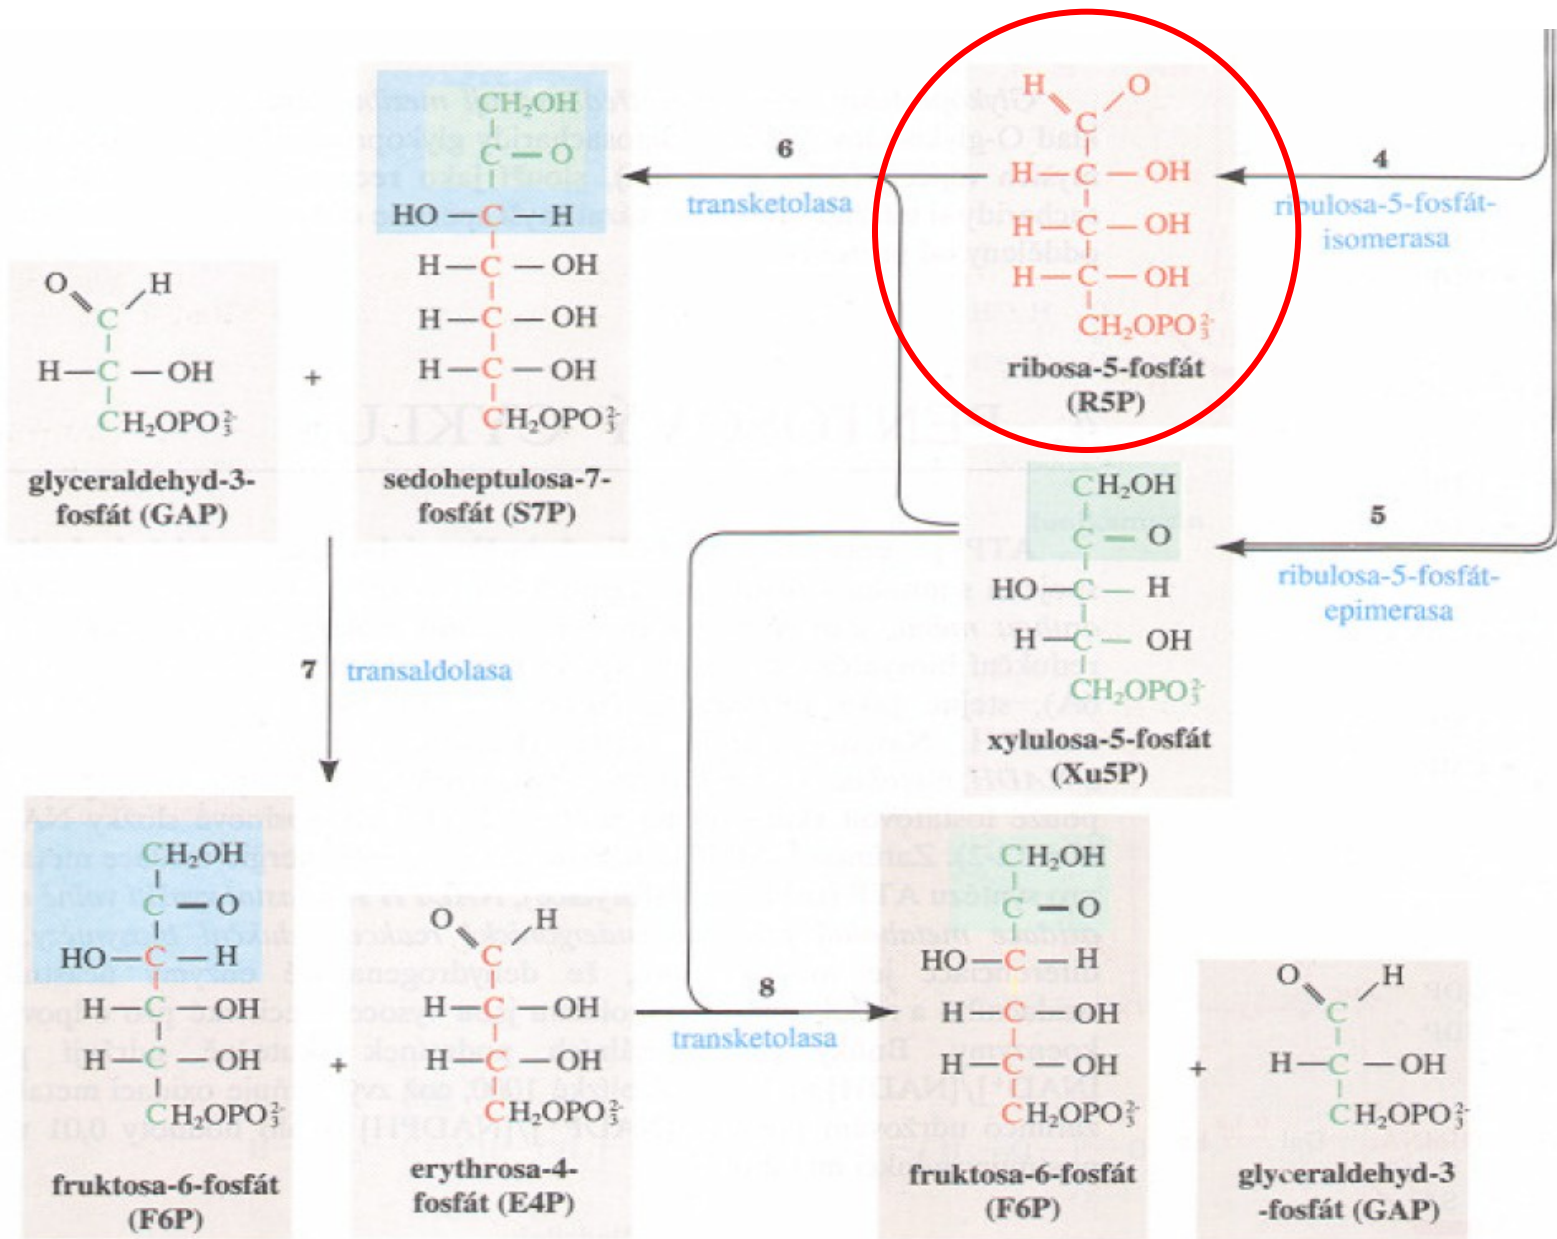 CH₂OH
C — O
HO — C — H
H — C — OH
H — C — OH
H — C — OH
CH₂OPO₃²⁻
sedoheptulosa-7-
fosfát (S7P)
O H
C
H — C — OH
CH₂OPO₃²⁻
glyceraldehyd-3-
fosfát (GAP)
+
6
transketolasa
H O
C
H — C — OH
H — C — OH
H — C — OH
CH₂OPO₃²⁻
ribosa-5-fosfát
(R5P)
4
ribulosa-5-fosfát-
isomerasa
CH₂OH
C — O
HO — C — H
H — C — OH
CH₂OPO₃²⁻
xylulosa-5-fosfát
(Xu5P)
5
ribulosa-5-fosfát-
epimerasa
7
transaldolasa
CH₂OH
C — O
HO — C — H
H — C — OH
H — C — OH
CH₂OPO₃²⁻
fruktosa-6-fosfát
(F6P)
+
O H
C
H — C — OH
H — C — OH
CH₂OPO₃²⁻
erythrosa-4-
fosfát (E4P)
8
transketolasa
CH₂OH
C — O
HO — C — H
H — C — OH
H — C — OH
CH₂OPO₃²⁻
fruktosa-6-fosfát
(F6P)
+
O H
C
H — C — OH
CH₂OPO₃²⁻
glyceraldehyd-3
-fosfát (GAP)